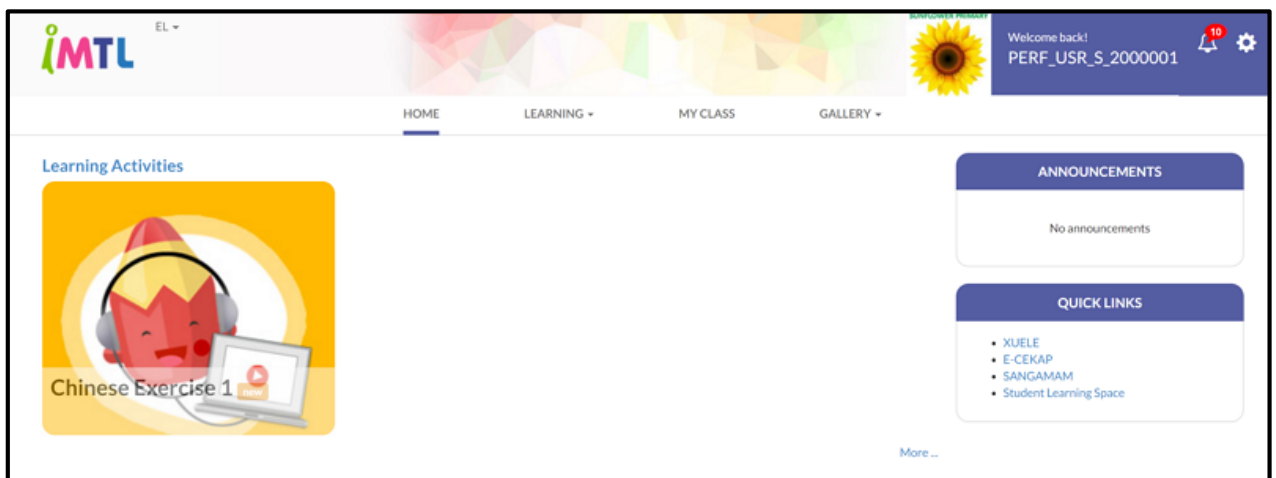 iMTL
EL
SUNFLOWER PRIMARY
Welcome back!
PERF_USR_S_2000001
10
HOME
LEARNING
MY CLASS
GALLERY
Learning Activities
Chinese Exercise 1
new
ANNOUNCEMENTS
No announcements
QUICK LINKS
XUELE
E-CEKAP
SANGAMAM
Student Learning Space
More ...